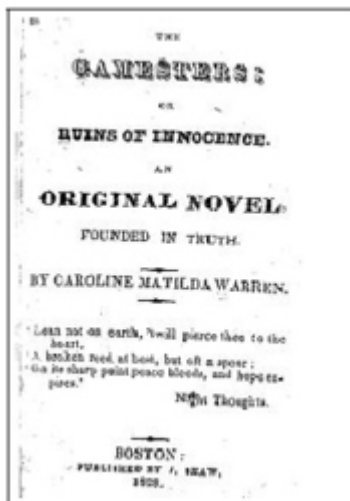 THE
GAMESTERS:
OR
RUINS OF INNOCENCE.
AN
ORIGINAL NOVEL
FOUNDED IN TRUTH.
BY CAROLINE MATILDA WARREN.
"Lean not on earth, 'twill pierce thee to the
heart,
A broken reed at best, but oft a spear;
On its sharp point peace bleeds, and hope ex-
pires."
Night Thoughts.
BOSTON:
PUBLISHED BY J. SHAW,